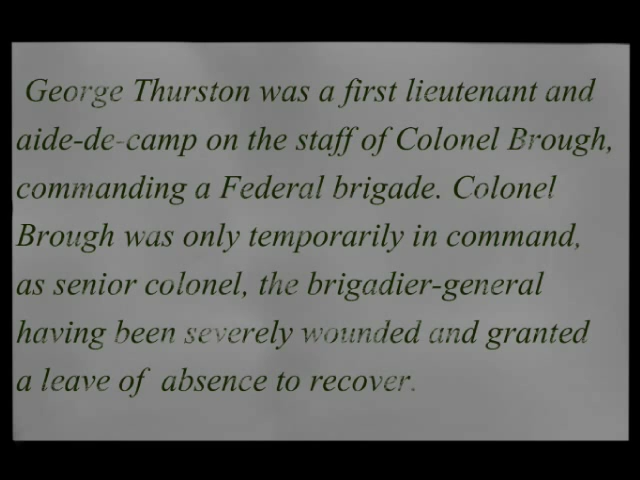 George Thurston was a first lieutenant and
aide-de-camp on the staff of Colonel Brough,
commanding a Federal brigade. Colonel
Brough was only temporarily in command,
as senior colonel, the brigadier-general
having been severely wounded and granted
a leave of absence to recover.